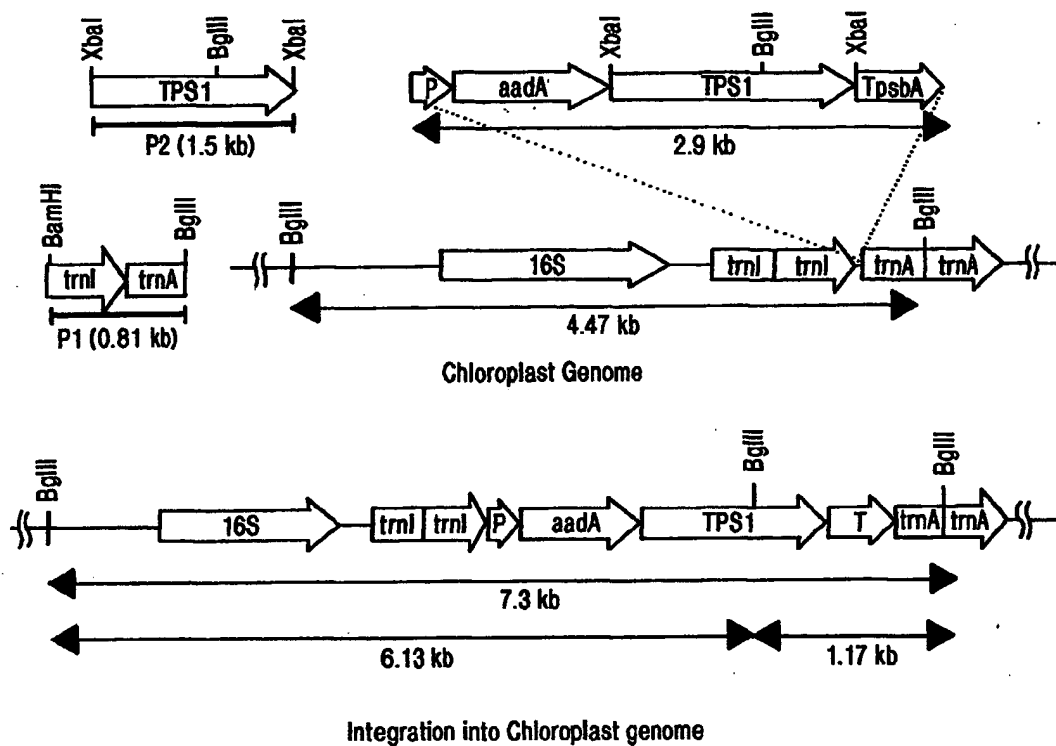 XbaI
BglII
XbaI
TPS1
P2 (1.5 kb)
XbaI
BglII
XbaI
P
aadA
TPS1
TpsbA
2.9 kb
BamHI
BglII
trnI
trnA
P1 (0.81 kb)
BglII
BglII
16S
trnI
trnI
trnA
trnA
4.47 kb
Chloroplast Genome
BglII
BglII
BglII
16S
trnI
trnI
P
aadA
TPS1
T
trnA
trnA
7.3 kb
6.13 kb
1.17 kb
Integration into Chloroplast genome